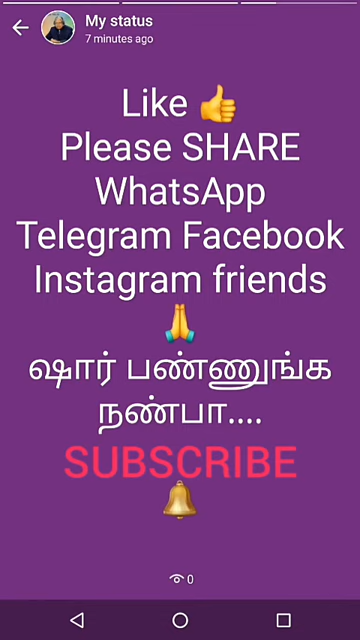 My status
7 minutes ago
Like 👍
Please SHARE
WhatsApp
Telegram Facebook
Instagram friends
🙏
ஷார் பண்ணுங்க
நண்பா....
SUBSCRIBE
🔔
0